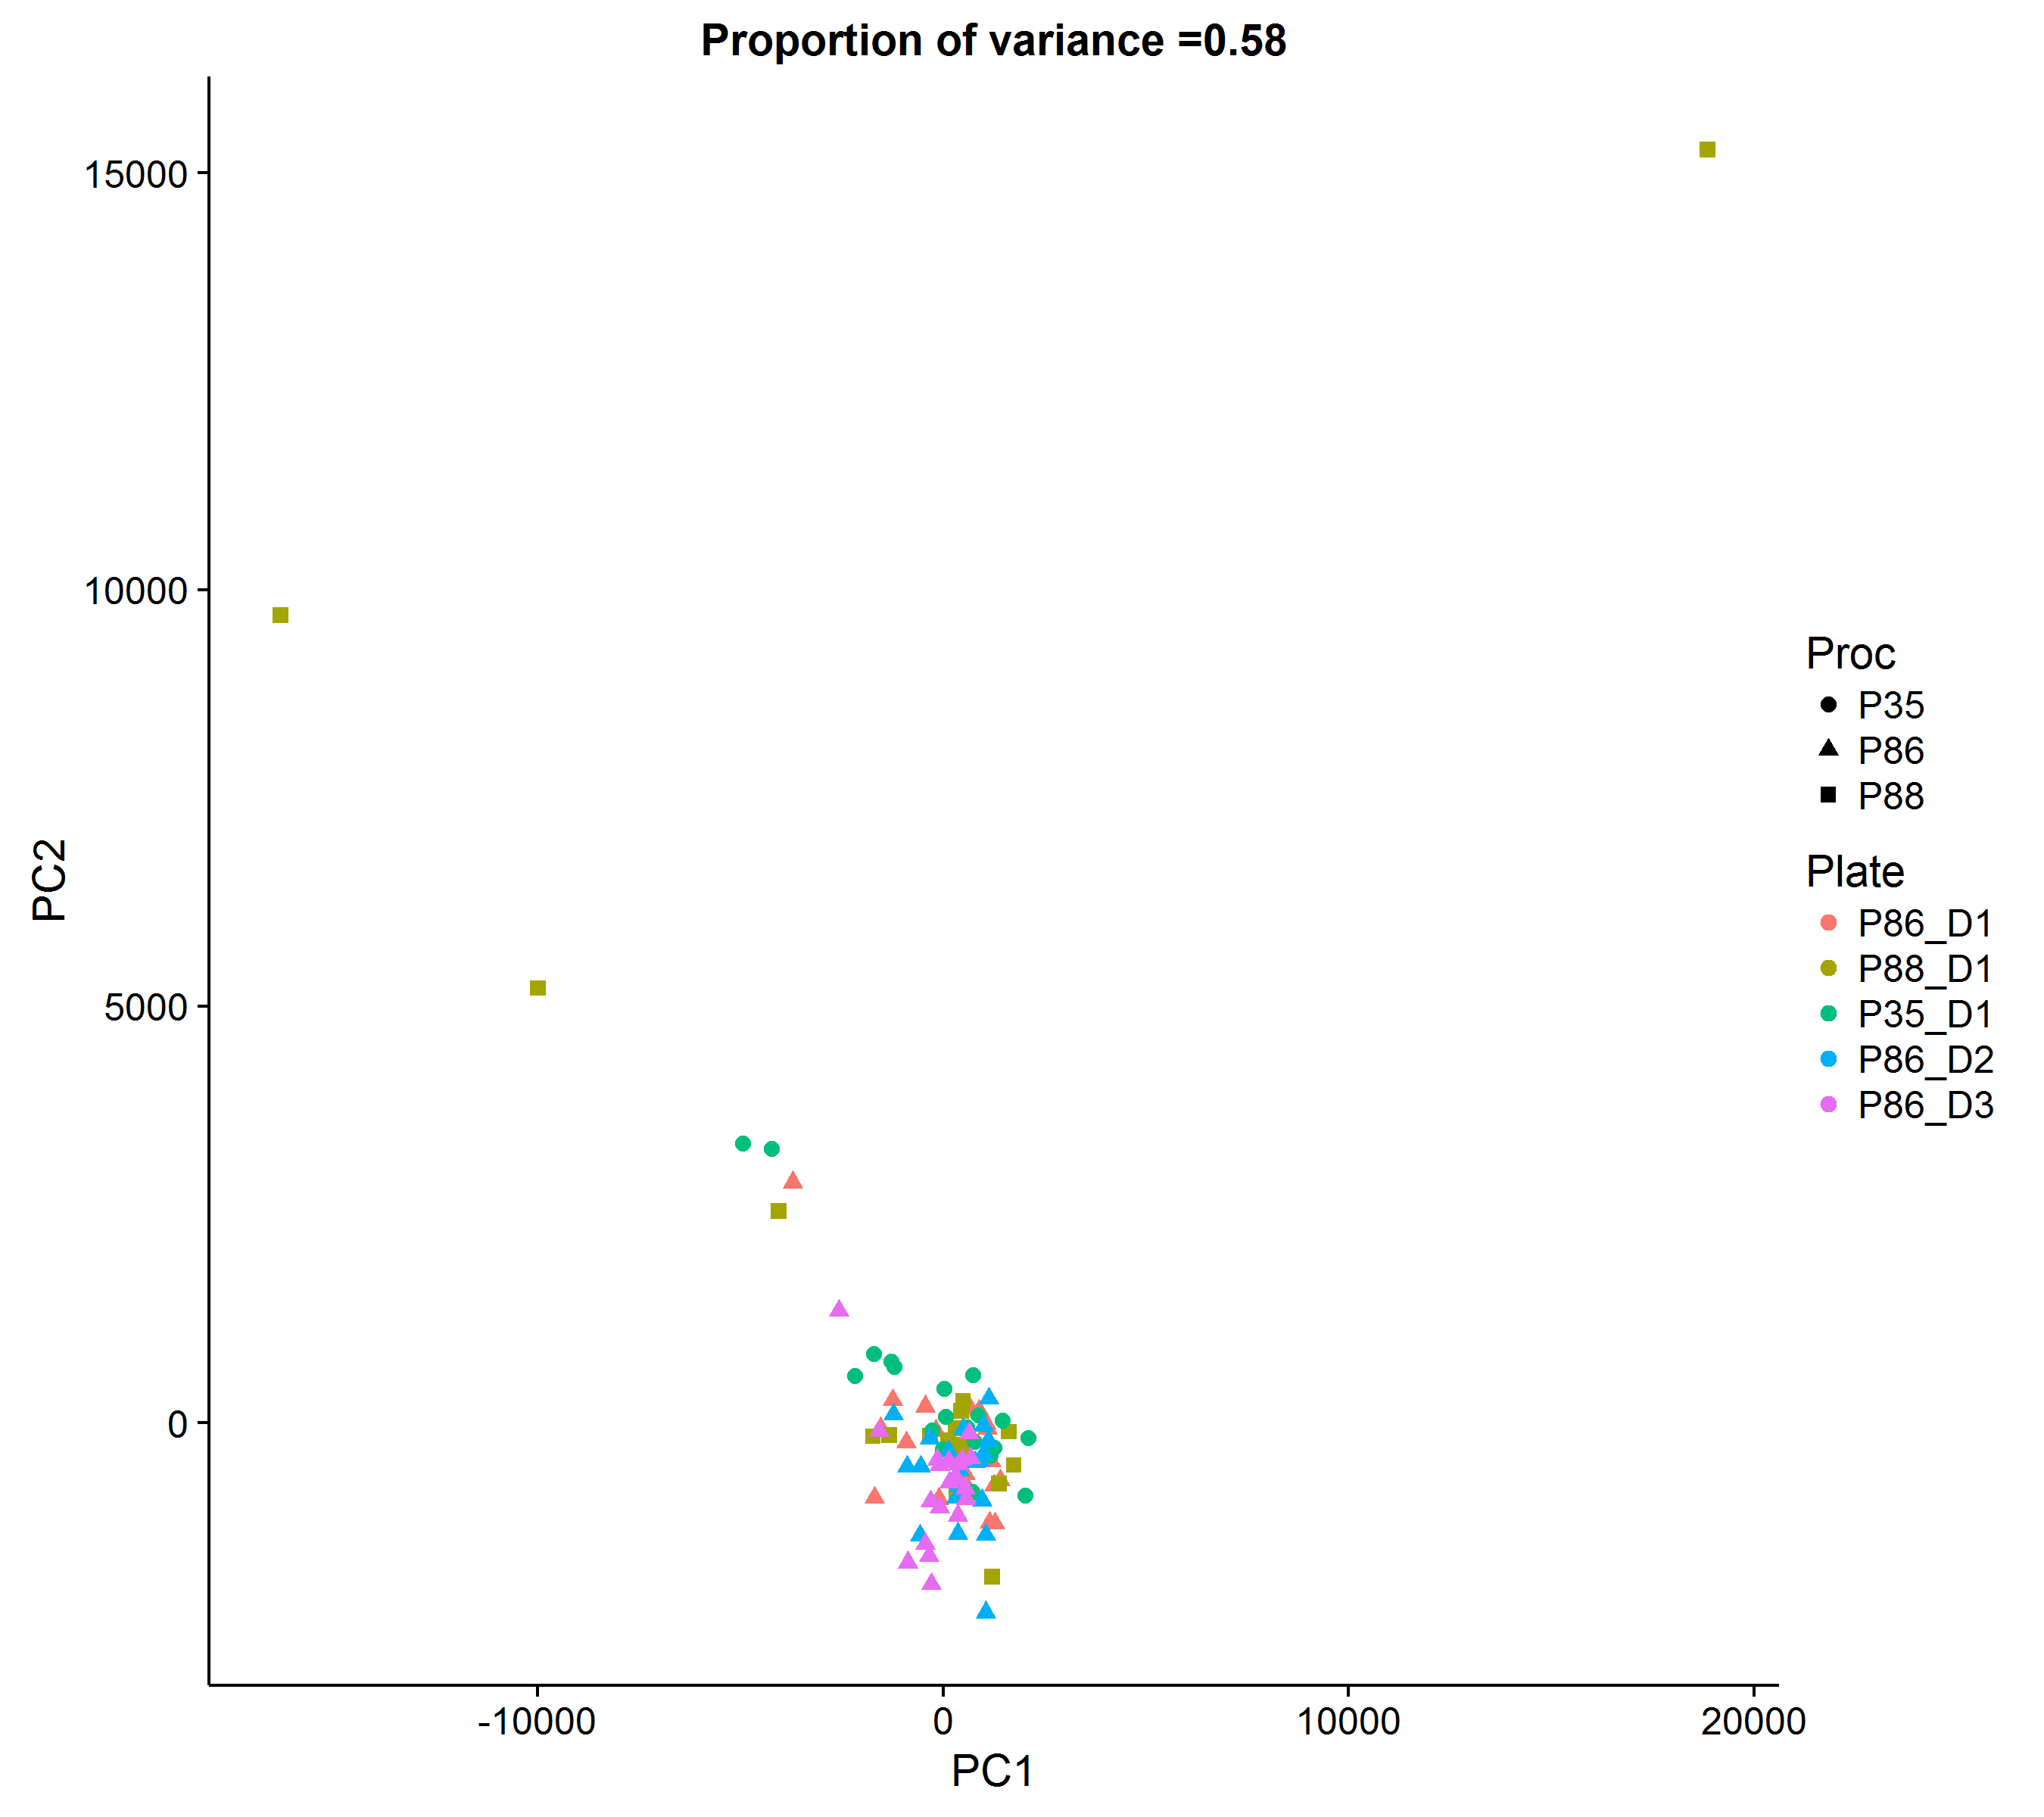 Proportion of variance =0.58
15000
10000
5000
0
PC2
-10000
0
10000
20000
PC1
Proc
P35
P86
P88
Plate
P86_D1
P88_D1
P35_D1
P86_D2
P86_D3